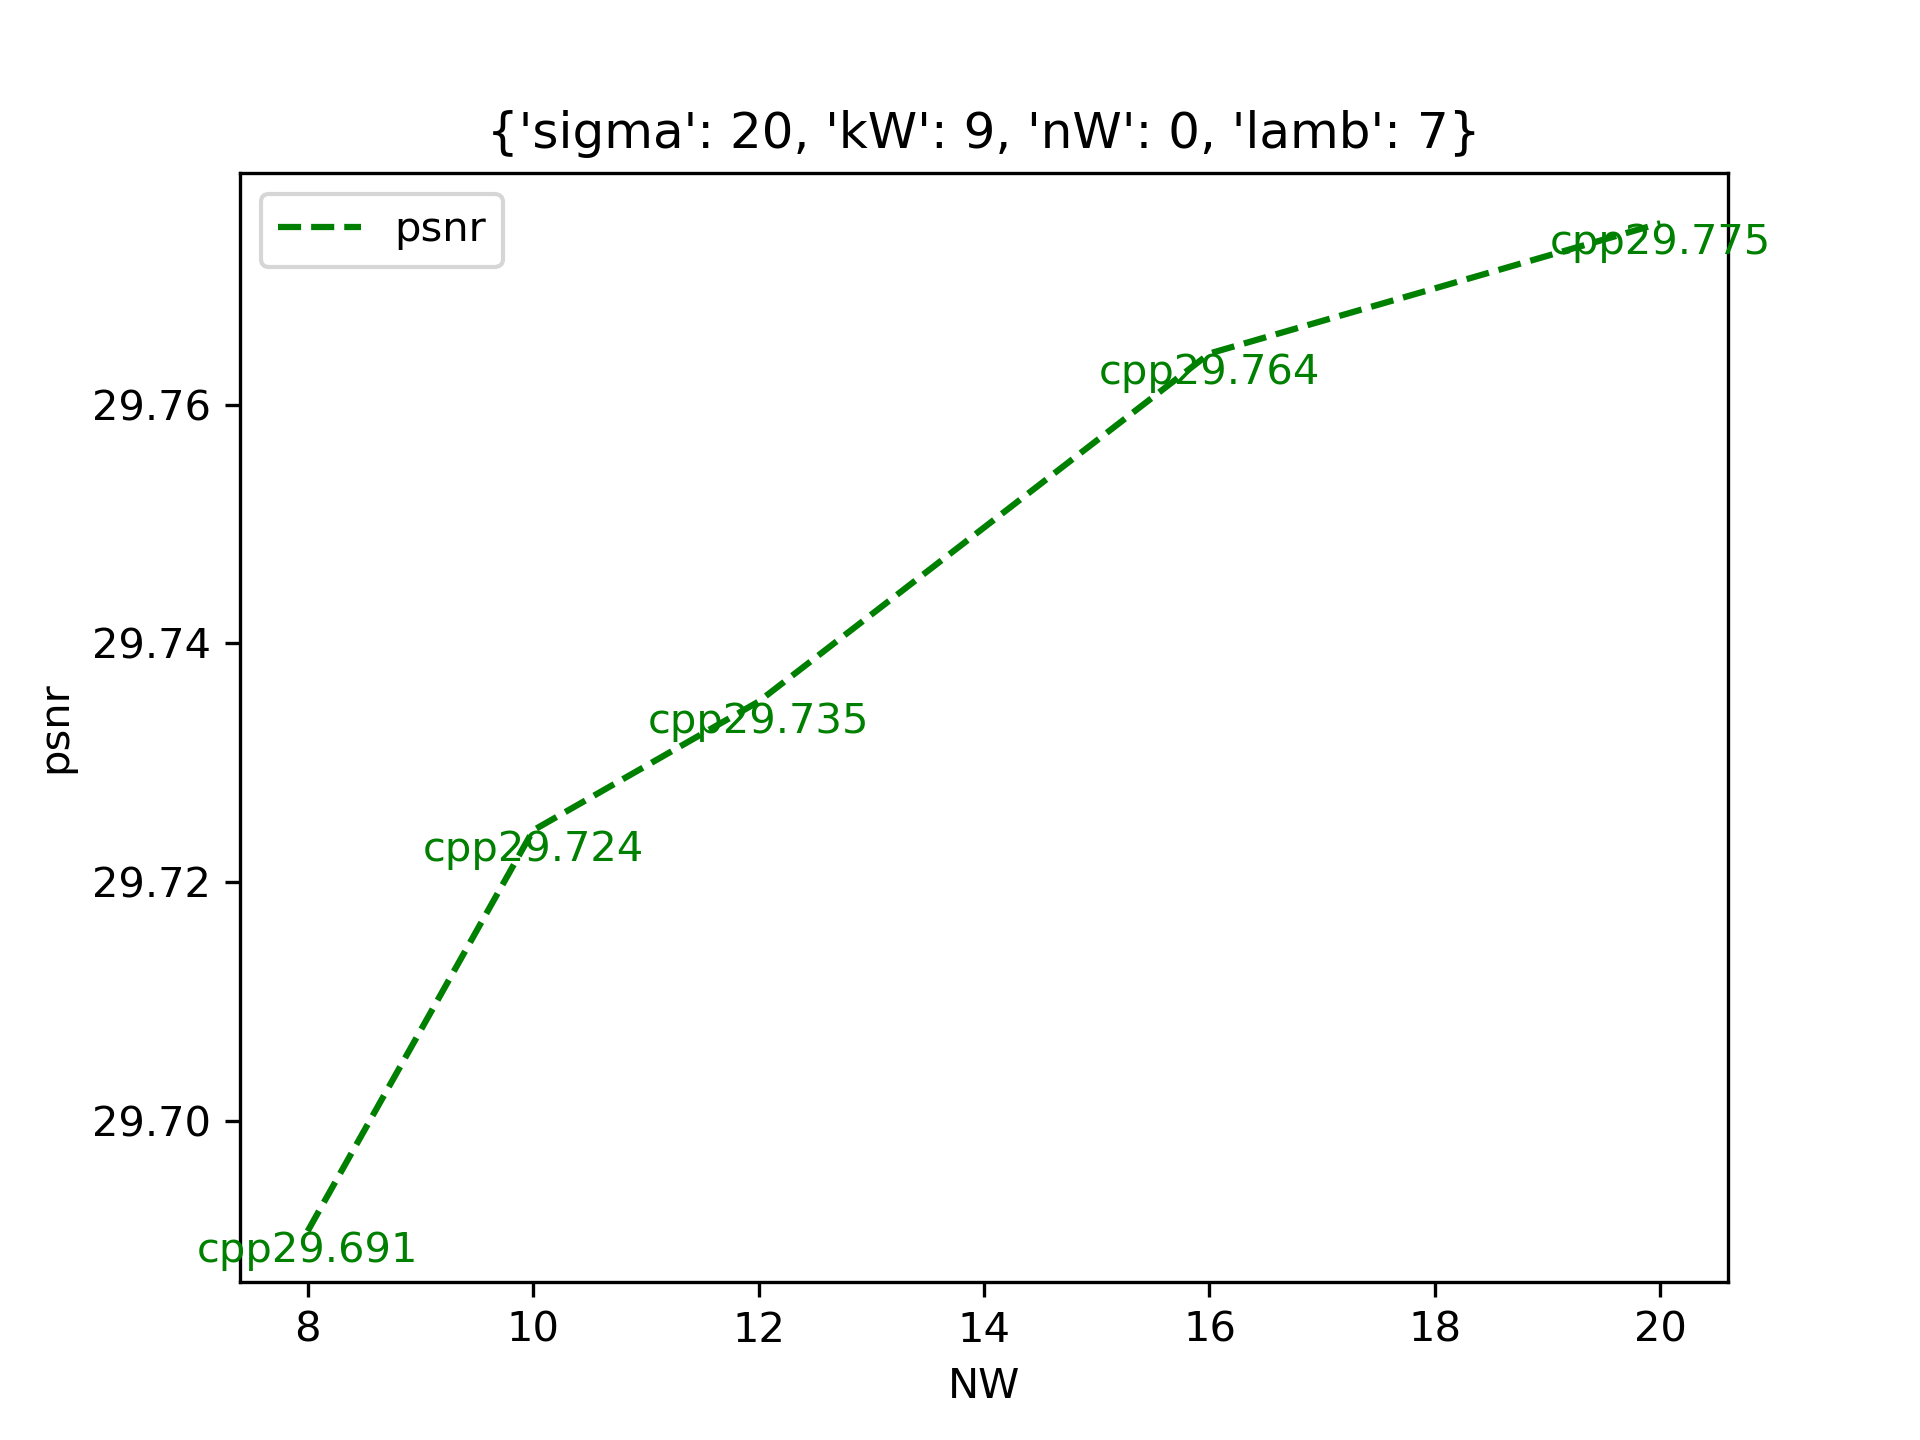 {'sigma': 20, 'kW': 9, 'nW': 0, 'lamb': 7}
psnr
cpp29.775
cpp29.764
29.76
29.74
cpp29.735
psnr
cpp29.724
29.72
29.70
cpp29.691
8 10 12 14 16 18 20
NW